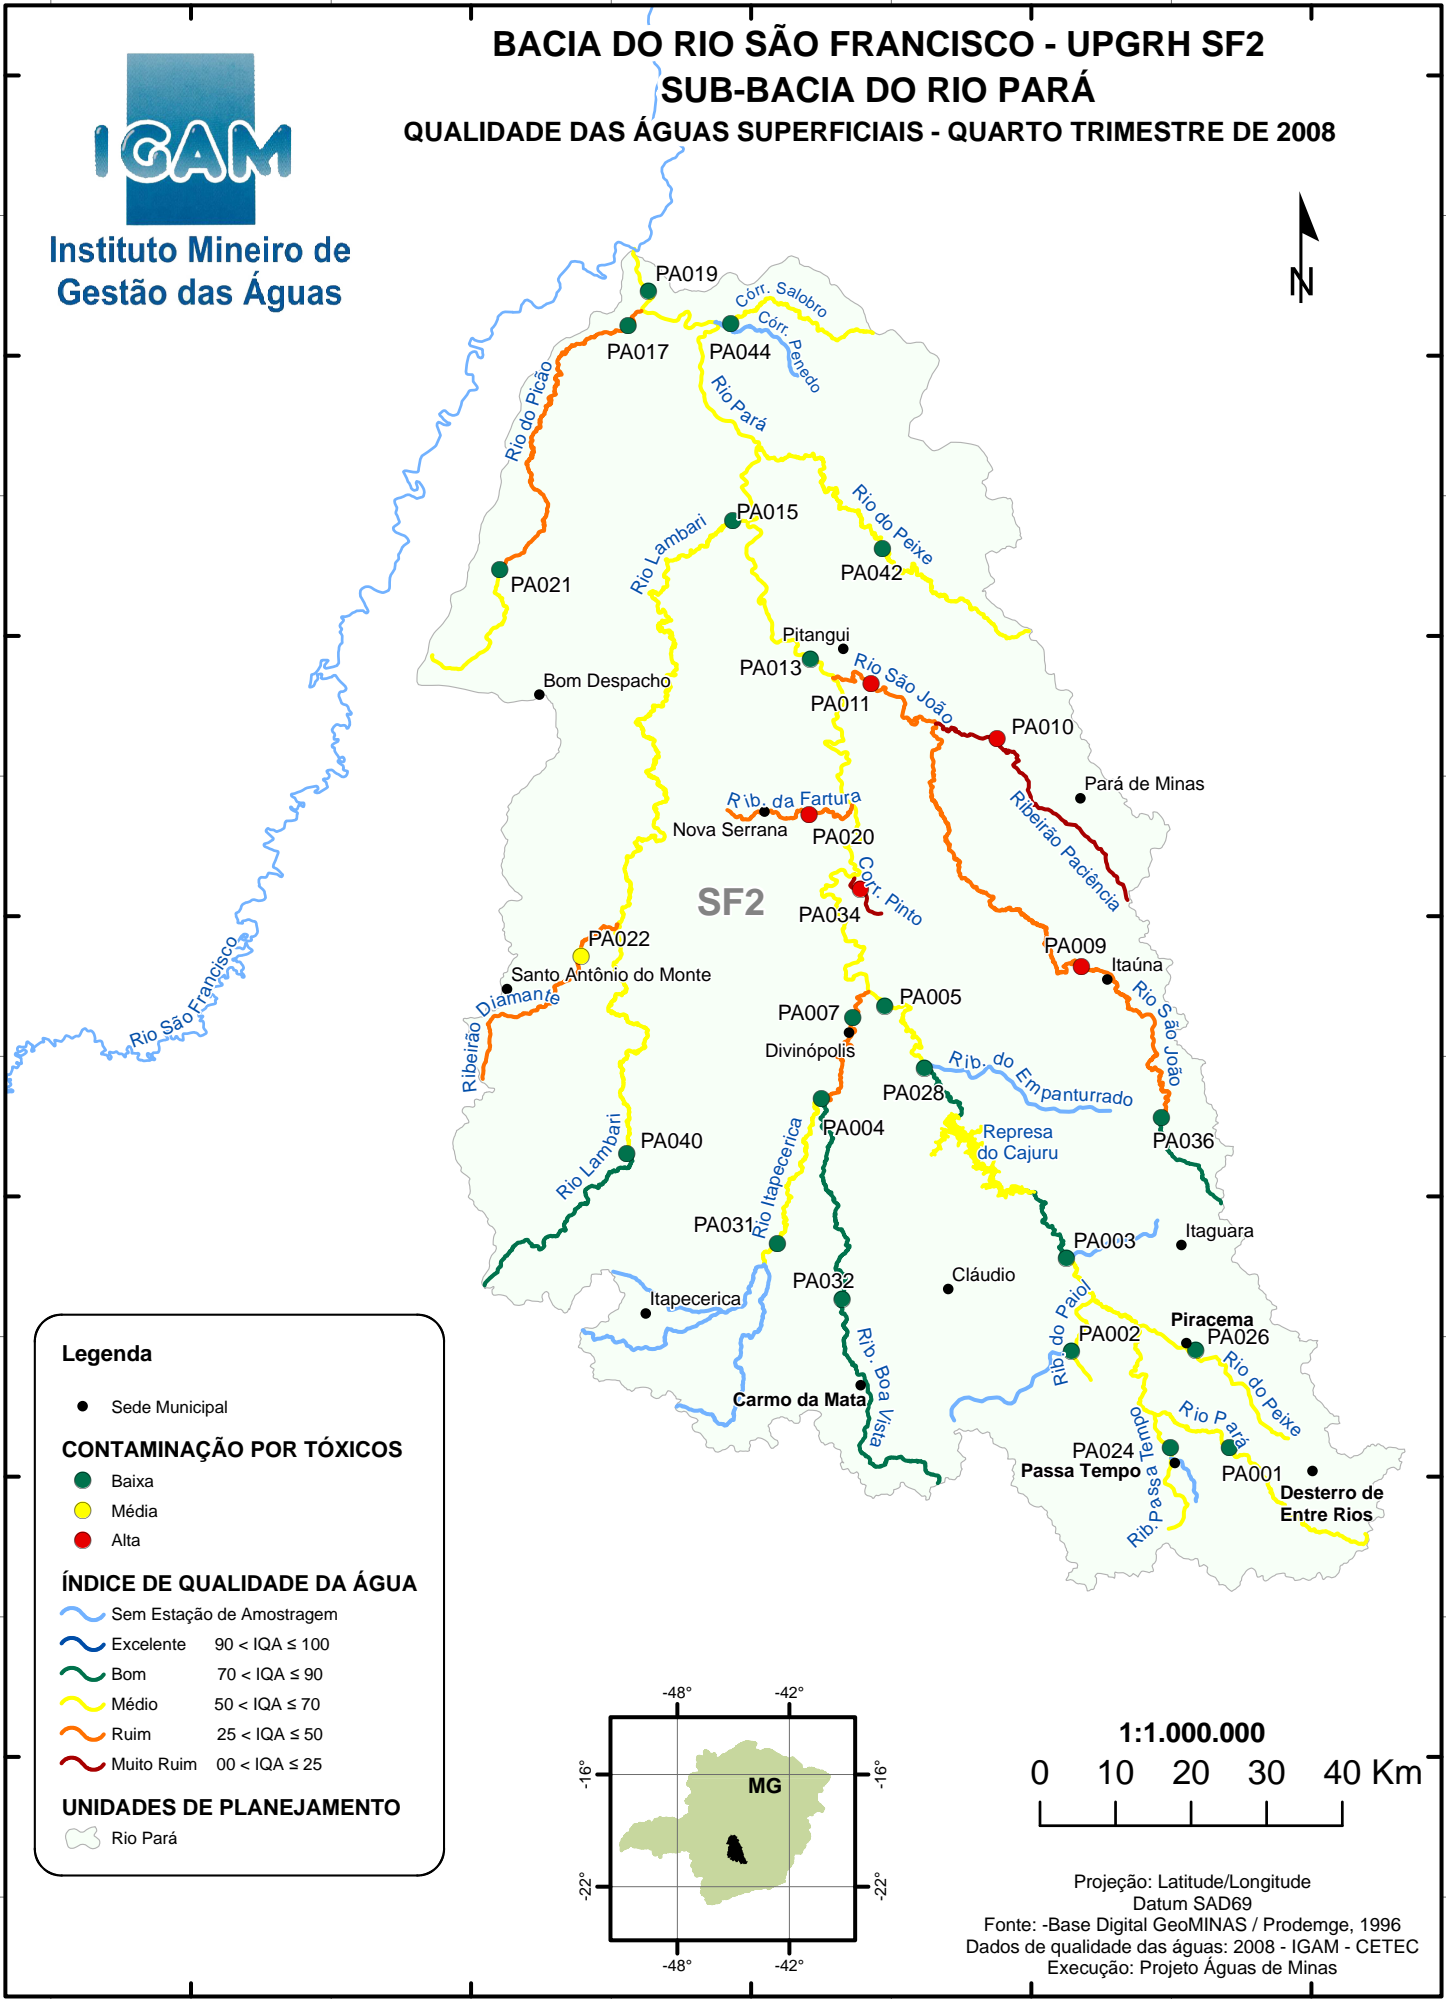 BACIA DO RIO SÃO FRANCISCO - UPGRH SF2
SUB-BACIA DO RIO PARÁ
QUALIDADE DAS ÁGUAS SUPERFICIAIS - QUARTO TRIMESTRE DE 2008
IGAM
Instituto Mineiro de
Gestão das Águas
N
PA019
Córr. Salobro
PA017
PA044
Córr. Penedo
Rio do Picão
Rio Pará
PA015
Rio Lambari
Rio do Peixe
PA042
PA021
Pitangui
PA013
Rio São João
Bom Despacho
PA011
PA010
Pará de Minas
Rib. da Fartura
Nova Serrana
PA020
Ribeirão Paciência
Corr. Pinto
SF2
PA034
PA022
PA009
Itaúna
Santo Antônio do Monte
Rio São Francisco
Ribeirão Diamante
PA007
PA005
Rio São João
Divinópolis
Rib. do Empanturrado
PA028
PA004
Represa
do Cajuru
PA036
PA040
Rio Lambari
Rio Itapecerica
PA031
PA003
Itaguara
PA032
Cláudio
Itapecerica
Rib. do Paiol
Piracema
PA002
PA026
Rio do Peixe
Rib. Boa Vista
Carmo da Mata
Rio Pará
PA024
Passa Tempo
Rib. Passa Tempo
PA001
Desterro de
Entre Rios
Legenda
Sede Municipal
CONTAMINAÇÃO POR TÓXICOS
Baixa
Média
Alta
ÍNDICE DE QUALIDADE DA ÁGUA
Sem Estação de Amostragem
Excelente 90 < IQA ≤ 100
Bom 70 < IQA ≤ 90
Médio 50 < IQA ≤ 70
Ruim 25 < IQA ≤ 50
Muito Ruim 00 < IQA ≤ 25
UNIDADES DE PLANEJAMENTO
Rio Pará
-48° -42°
-16° MG -16°
-22° -22°
-48° -42°
1:1.000.000
0 10 20 30 40 Km
Projeção: Latitude/Longitude
Datum SAD69
Fonte: -Base Digital GeoMINAS / Prodemge, 1996
Dados de qualidade das águas: 2008 - IGAM - CETEC
Execução: Projeto Águas de Minas